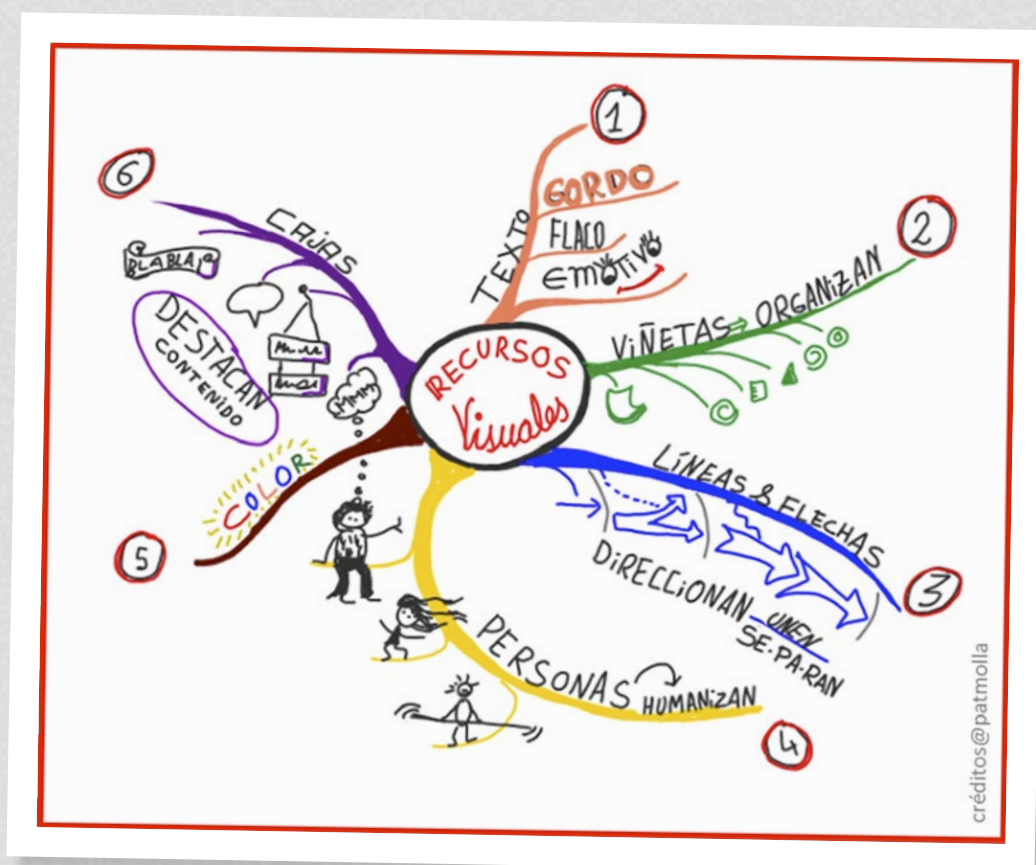 RECURSOS
Visuales
1
TEXTO
GORDO
FLACO
EMOTIVO
2
VIÑETAS ⇒ ORGANIZAN
3
LÍNEAS & FLECHAS
DIRECCIONAN
UNEN
SE·PA·RAN
4
PERSONAS
HUMANIZAN
5
COLOR
6
CAJAS
BLABLA
DESTACAN
CONTENIDO
MMM
créditos@patmolla